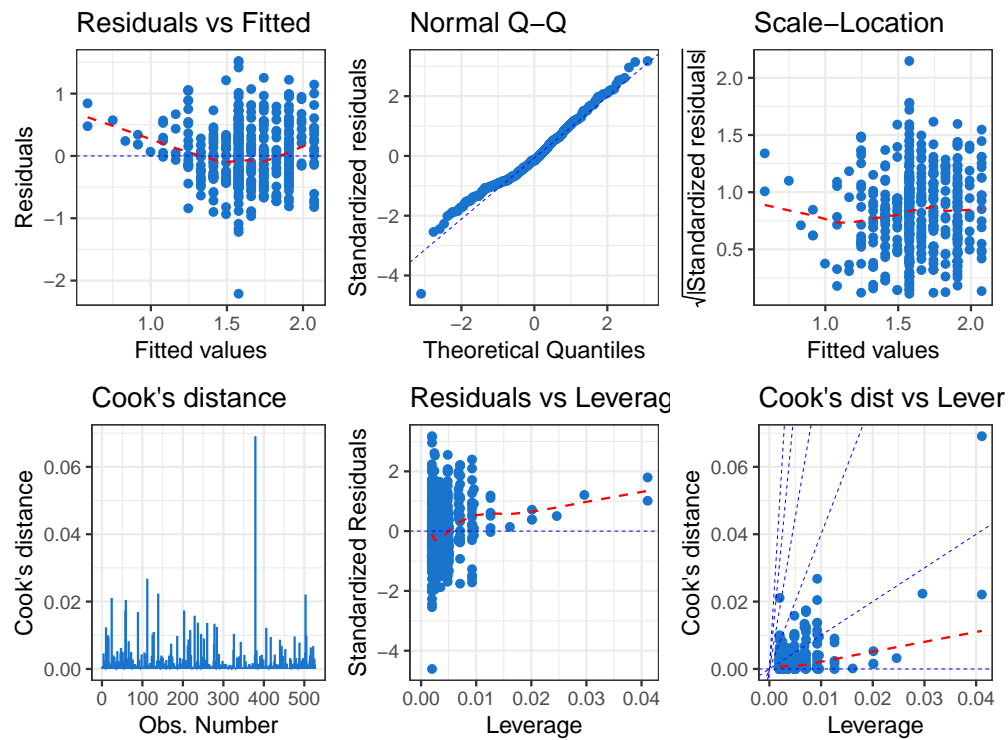 Residuals vs Fitted
Residuals
1
0
−1
−2
1.0 1.5 2.0
Fitted values
Normal Q−Q
Standardized residuals
2
0
−2
−4
−2 0 2
Theoretical Quantiles
Scale−Location
√|Standardized residuals|
2.0
1.5
1.0
0.5
1.0 1.5 2.0
Fitted values
Cook's distance
Cook's distance
0.06
0.04
0.02
0.00
0 100 200 300 400 500
Obs. Number
Residuals vs Leverag
Standardized Residuals
2
0
−2
−4
0.00 0.01 0.02 0.03 0.04
Leverage
Cook's dist vs Lever
Cook's distance
0.06
0.04
0.02
0.00
0.00 0.01 0.02 0.03 0.04
Leverage